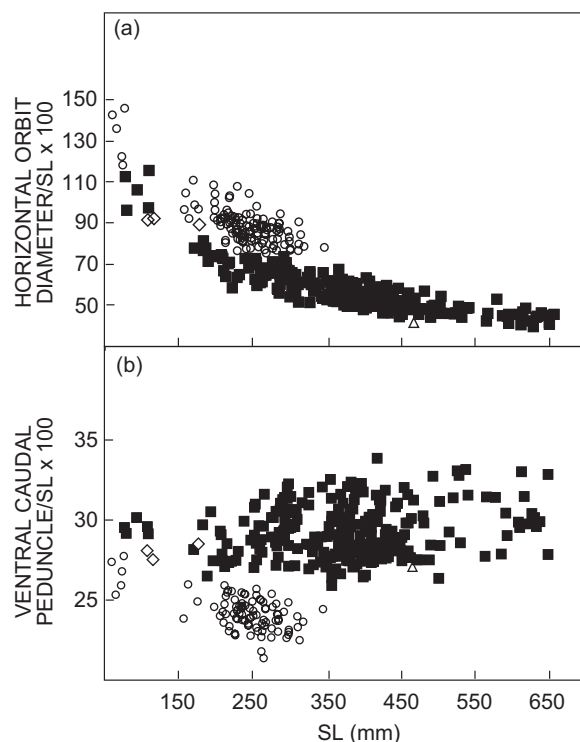 (a)
HORIZONTAL ORBIT
DIAMETER/SL x 100
150
130
110
90
70
50
(b)
VENTRAL CAUDAL
PEDUNCLE/SL x 100
35
30
25
150 250 350 450 550 650
SL (mm)